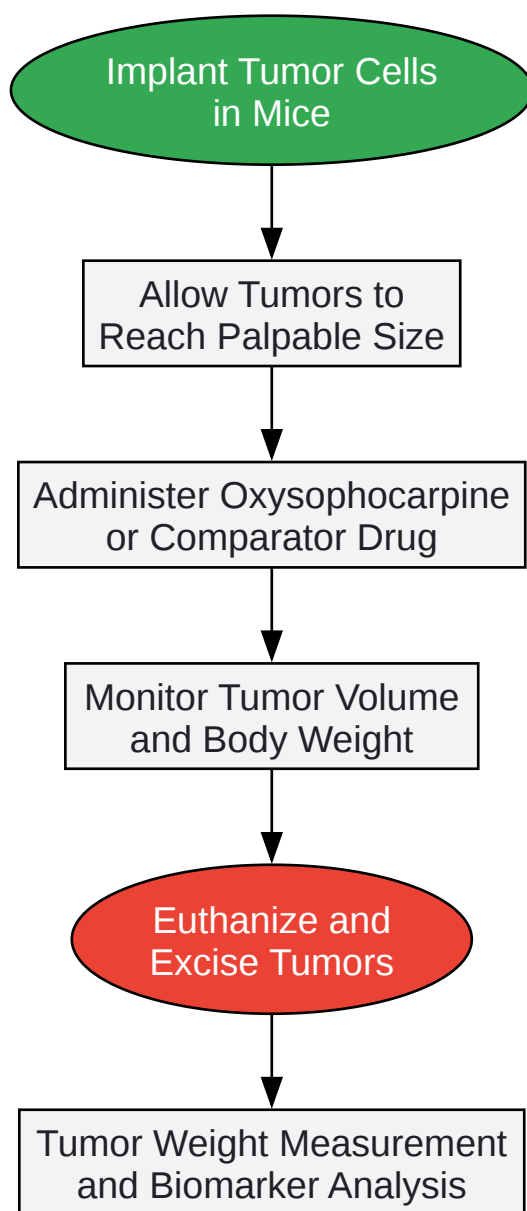 Implant Tumor Cells
in Mice
Allow Tumors to
Reach Palpable Size
Administer Oxysophocarpine
or Comparator Drug
Monitor Tumor Volume
and Body Weight
Euthanize and
Excise Tumors
Tumor Weight Measurement
and Biomarker Analysis